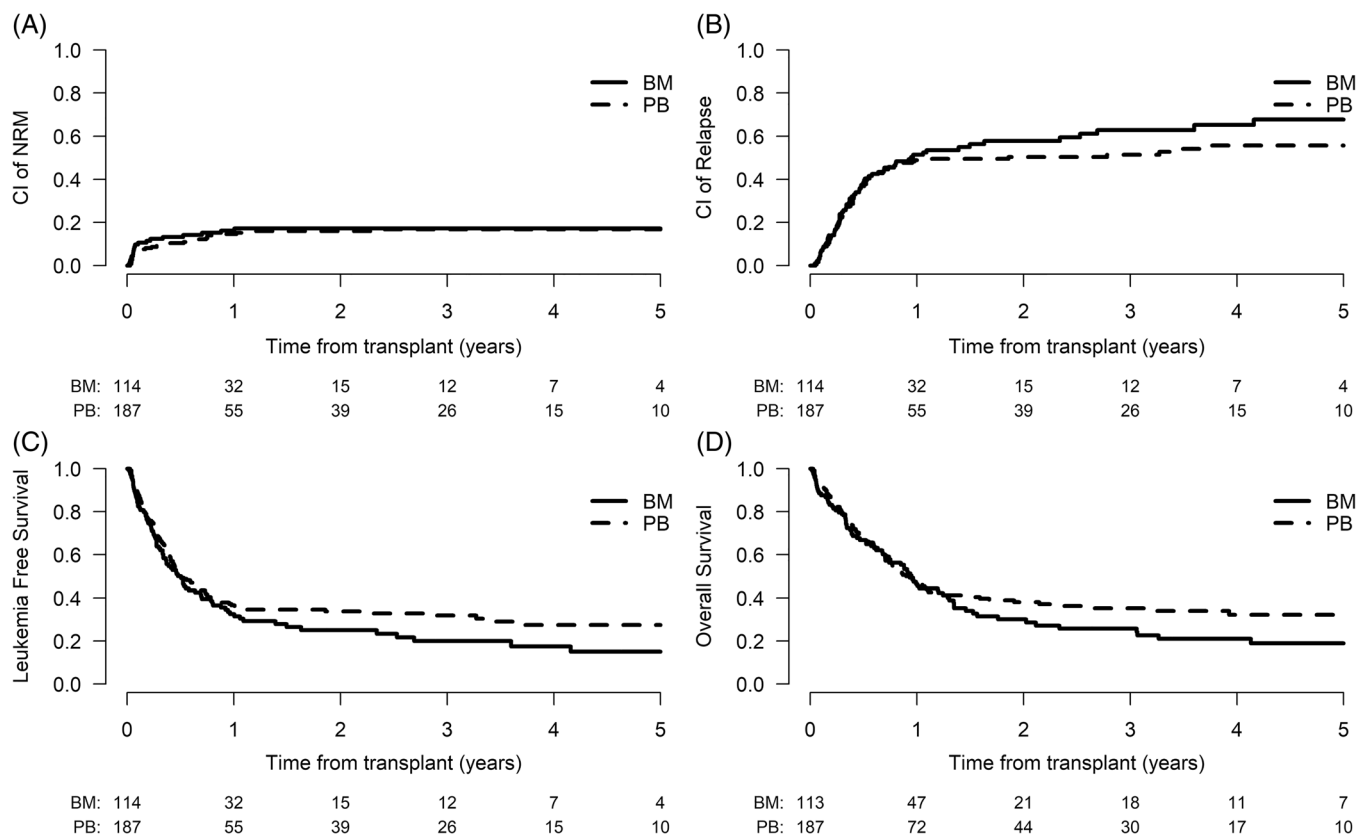 (A)
CI of NRM
1.0
0.8
0.6
0.4
0.2
0.0
BM
PB
0 1 2 3 4 5
Time from transplant (years)
BM: 114 32 15 12 7 4
PB: 187 55 39 26 15 10
(B)
CI of Relapse
1.0
0.8
0.6
0.4
0.2
0.0
BM
PB
0 1 2 3 4 5
Time from transplant (years)
BM: 114 32 15 12 7 4
PB: 187 55 39 26 15 10
(C)
Leukemia Free Survival
1.0
0.8
0.6
0.4
0.2
0.0
BM
PB
0 1 2 3 4 5
Time from transplant (years)
BM: 114 32 15 12 7 4
PB: 187 55 39 26 15 10
(D)
Overall Survival
1.0
0.8
0.6
0.4
0.2
0.0
BM
PB
0 1 2 3 4 5
Time from transplant (years)
BM: 113 47 21 18 11 7
PB: 187 72 44 30 17 10